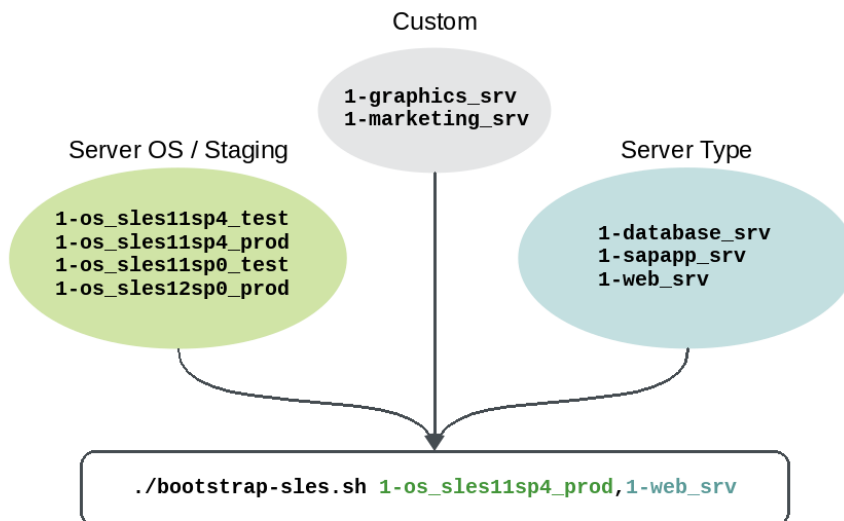 Custom
1-graphics_srv
1-marketing_srv
Server OS / Staging
1-os_sles11sp4_test
1-os_sles11sp4_prod
1-os_sles11sp0_test
1-os_sles12sp0_prod
Server Type
1-database_srv
1-sapapp_srv
1-web_srv
./bootstrap-sles.sh 1-os_sles11sp4_prod,1-web_srv